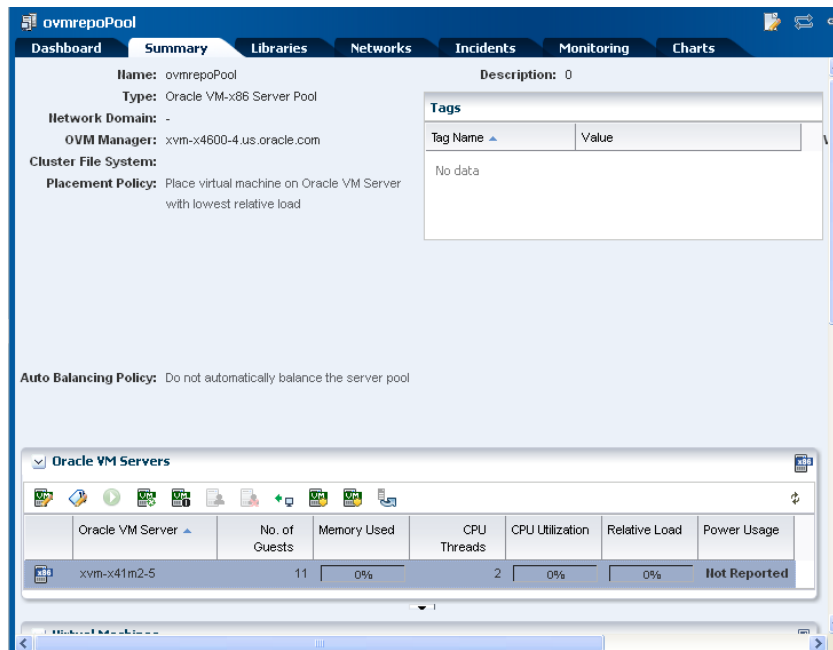 ovmrepoPool
Dashboard Summary Libraries Networks Incidents Monitoring Charts
Name: ovmrepoPool
Type: Oracle VM-x86 Server Pool
Network Domain: -
OVM Manager: xvm-x4600-4.us.oracle.com
Cluster File System:
Placement Policy: Place virtual machine on Oracle VM Server
with lowest relative load
Description: 0
Tags
Tag Name Value
No data
Auto Balancing Policy: Do not automatically balance the server pool
Oracle VM Servers
Oracle VM Server No. of Guests Memory Used CPU Threads CPU Utilization Relative Load Power Usage
xvm-x41m2-5 11 0% 2 0% 0% Not Reported
Virtual Machines